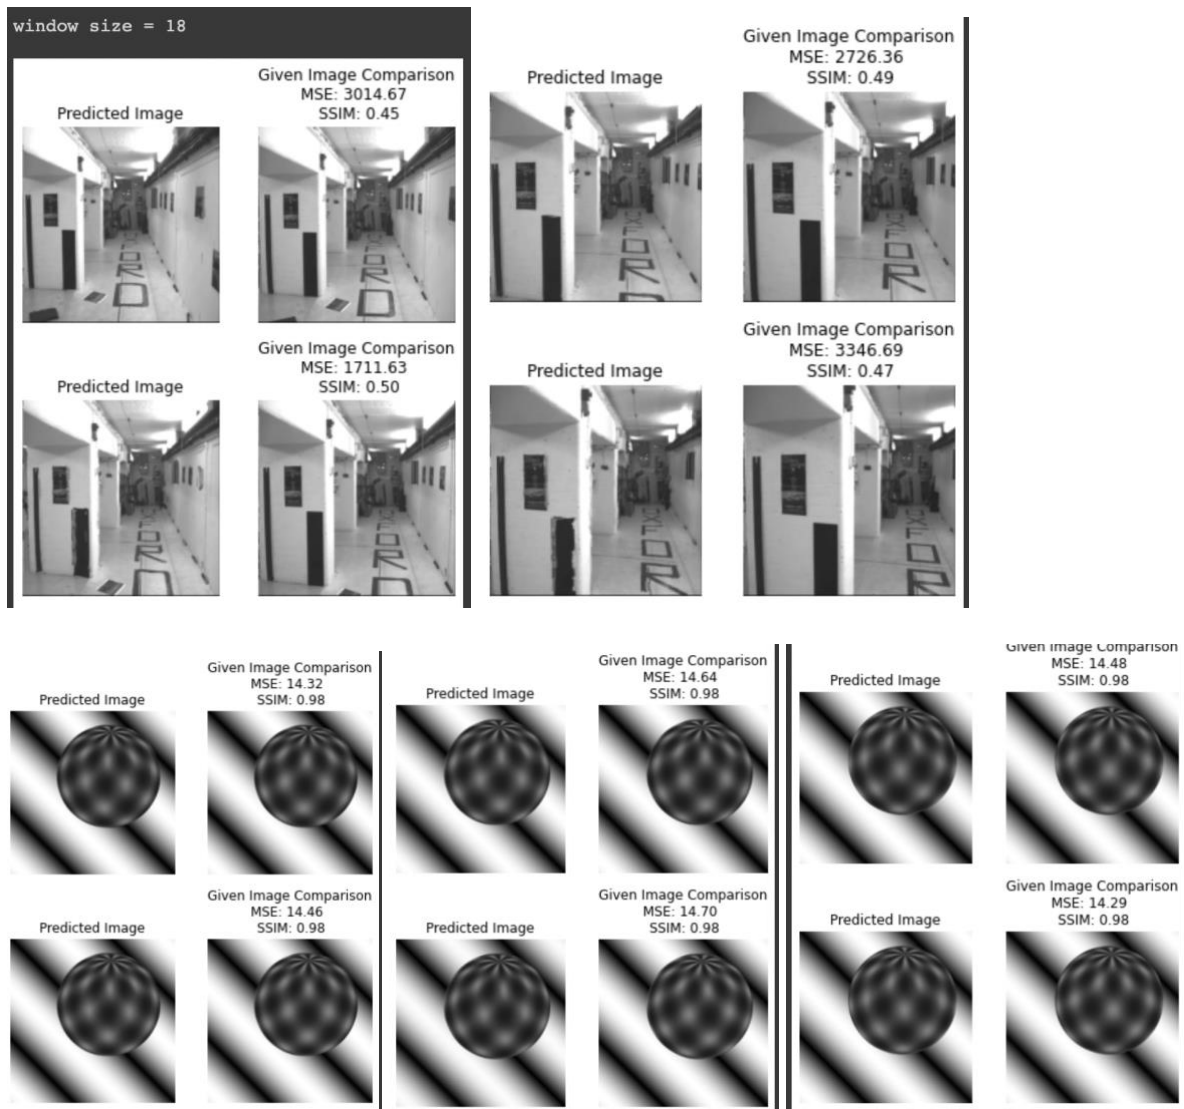 window size = 18
Given Image Comparison
MSE: 3014.67
SSIM: 0.45
Predicted Image
Given Image Comparison
MSE: 1711.63
SSIM: 0.50
Predicted Image
Given Image Comparison
MSE: 2726.36
SSIM: 0.49
Predicted Image
Given Image Comparison
MSE: 3346.69
SSIM: 0.47
Predicted Image
Given Image Comparison
MSE: 14.32
SSIM: 0.98
Predicted Image
Given Image Comparison
MSE: 14.46
SSIM: 0.98
Predicted Image
Given Image Comparison
MSE: 14.64
SSIM: 0.98
Predicted Image
Given Image Comparison
MSE: 14.70
SSIM: 0.98
Predicted Image
Given Image Comparison
MSE: 14.48
SSIM: 0.98
Predicted Image
Given Image Comparison
MSE: 14.29
SSIM: 0.98
Predicted Image